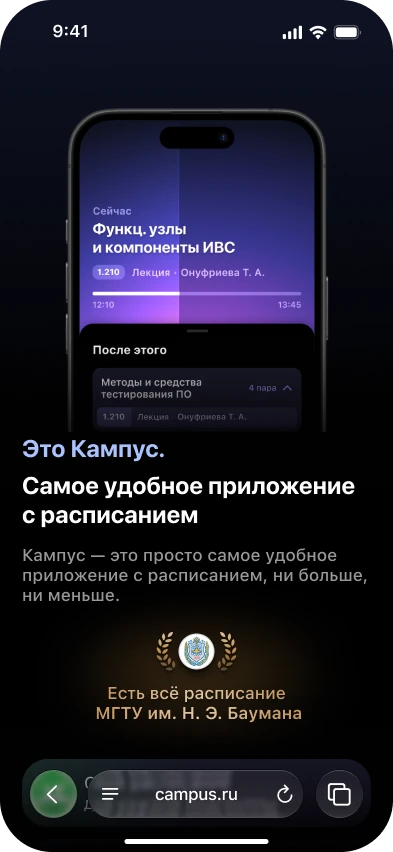 9:41
Сейчас
Функц. узлы
и компоненты ИВС
1.210 Лекция · Онуфриева Т. А.
12:10 13:45
После этого
Методы и средства
тестирования ПО
4 пара
1.210 Лекция · Онуфриева Т. А.
Это Кампус.
Самое удобное приложение
с расписанием
Кампус — это просто самое удобное
приложение с расписанием, ни больше,
ни меньше.
Есть всё расписание
МГТУ им. Н. Э. Баумана
campus.ru